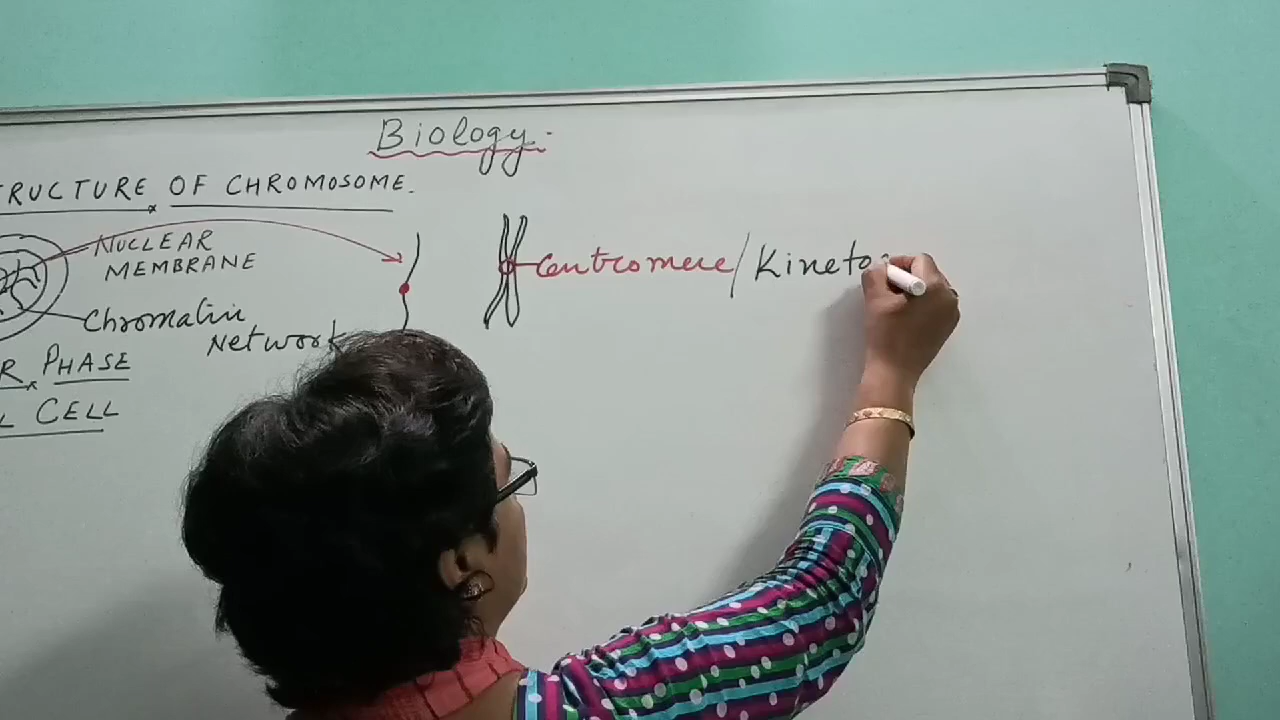 Biology.
TRUCTURE OF CHROMOSOME.
NUCLEAR
MEMBRANE
Centromere/Kineto
Chromatin
Network
R PHASE
L CELL